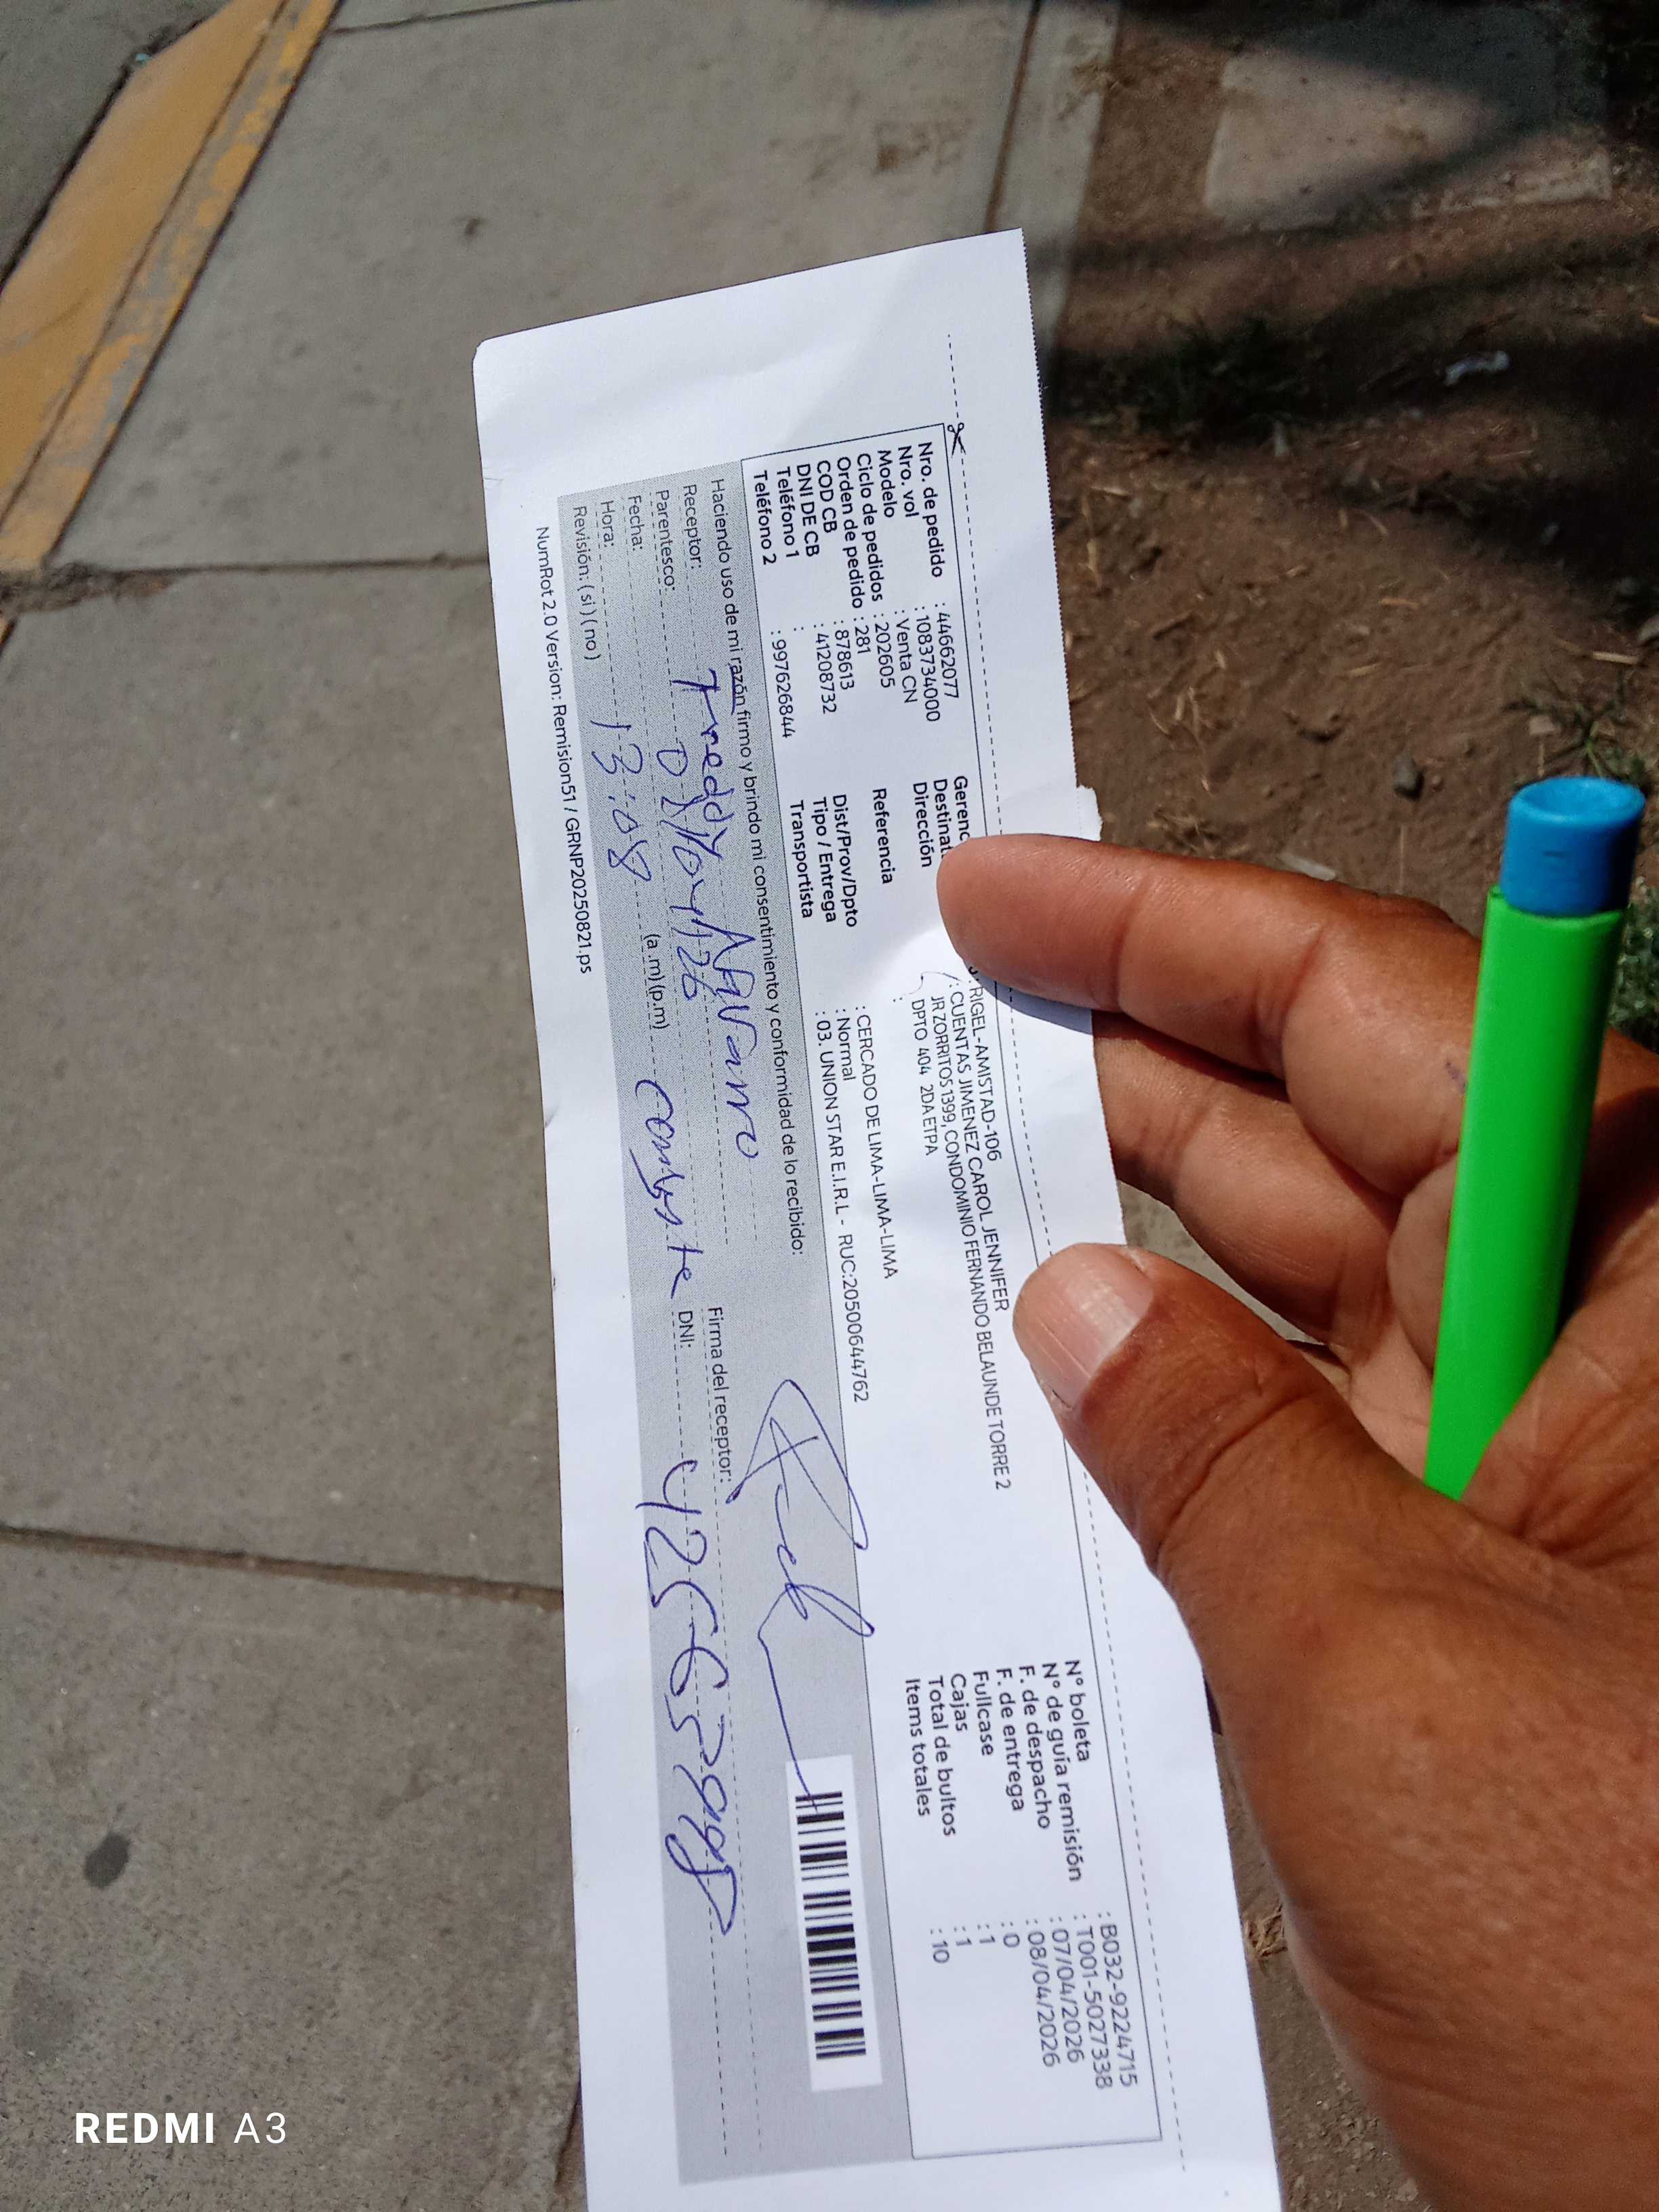 Nro. de pedido : 44662077
Nro. vol : 1083734000
Modelo : Venta CN
Ciclo de pedidos : 202605
Orden de pedido : 281
COD CB : 878613
DNI DE CB : 41208732
Teléfono 1 :
Teléfono 2 : 997626844
Gerenc : RIGEL-AMISTAD-106
Destinat : CUENTAS JIMENEZ CAROL JENNIFER
Dirección JR ZORRITOS 1399, CONDOMINIO FERNANDO BELAUNDE TORRE 2
DPTO 404 2DA ETPA
Referencia :
Dist/Prov/Dpto : CERCADO DE LIMA-LIMA-LIMA
Tipo / Entrega : Normal
Transportista : 03. UNION STAR E.I.R.L - RUC:20500644762
Nº boleta : B032-9224715
Nº de guía remisión : T001-5027338
F. de despacho : 07/04/2026
F. de entrega : 08/04/2026
Fullcase : 0
Cajas : 1
Total de bultos : 1
Items totales : 10
Haciendo uso de mi razón firmo y brindo mi consentimiento y conformidad de lo recibido:
Receptor: Freddy Navarro
Parentesco:
Fecha: 04/26
Hora: 13:08 (a.m) (p.m)
Revisión: ( si ) ( no )
Firma del receptor:
DNI:
NumRot 2.0 Version: Remision51 / GRNP20250821.ps
REDMI A3